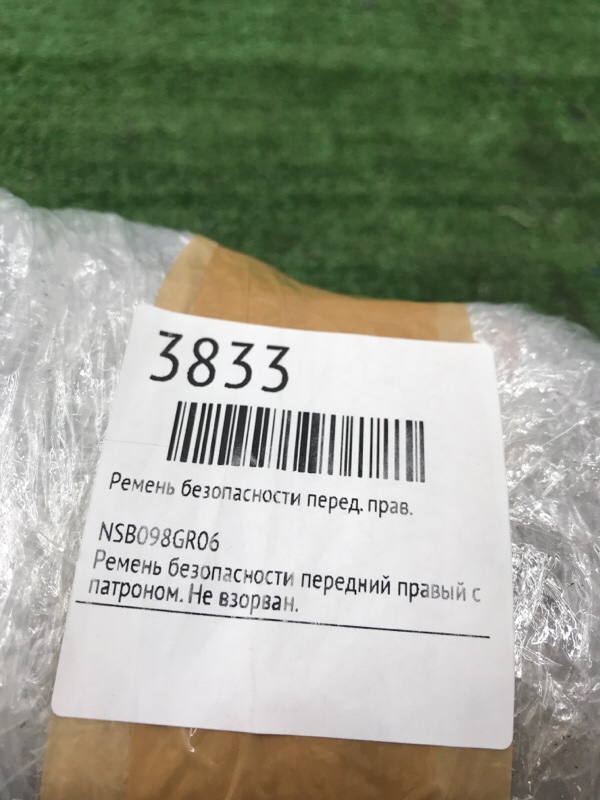 3833
Ремень безопасности перед. прав.
NSB098GR06
Ремень безопасности передний правый с
патроном. Не взорван.